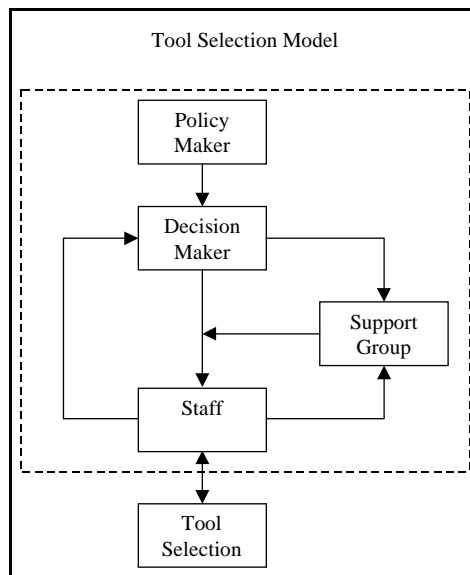 Tool Selection Model
Policy
Maker
Decision
Maker
Support
Group
Staff
Tool
Selection